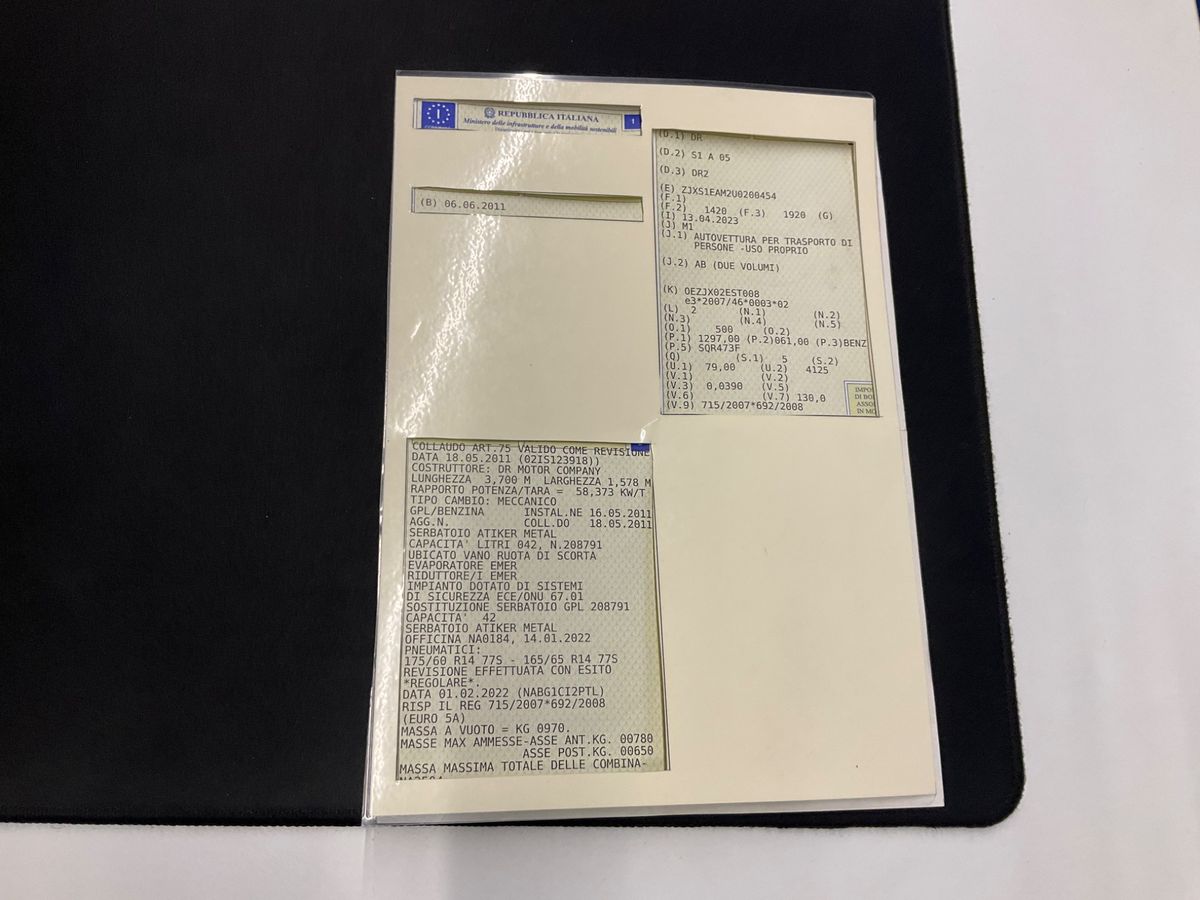 REPUBBLICA ITALIANA
Ministero delle infrastrutture e della mobilità sostenibili
I
1
(B) 06.06.2011
(D.1) DR
(D.2) S1 A 05
(D.3) DR2
(E) ZJXS1EAM2U0200454
(F.1)
(F.2) 1420 (F.3) 1920 (G)
(I) 13.04.2023
(J) M1
(J.1) AUTOVETTURA PER TRASPORTO DI
PERSONE -USO PROPRIO
(J.2) AB (DUE VOLUMI)
(K) OEZJX02EST008
e3*2007/46*0003*02
(L) 2 (N.1) (N.2)
(N.3) (N.4) (N.5)
(O.1) 500 (O.2)
(P.1) 1297,00 (P.2)061,00 (P.3)BENZ
(P.5) SQR473F
(Q) (S.1) 5 (S.2)
(U.1) 79,00 (U.2) 4125
(V.1) (V.2)
(V.3) 0,0390 (V.5)
(V.6) (V.7) 130,0
(V.9) 715/2007*692/2008
DI BO
ASSO
IN MO
COLLAUDO ART.75 VALIDO COME REVISIONE
DATA 18.05.2011 (02IS123918))
COSTRUTTORE: DR MOTOR COMPANY
LUNGHEZZA 3,700 M LARGHEZZA 1,578 M
RAPPORTO POTENZA/TARA = 58,373 KW/T
TIPO CAMBIO: MECCANICO
GPL/BENZINA INSTAL.NE 16.05.2011
AGG.N. COLL.DO 18.05.2011
SERBATOIO ATIKER METAL
CAPACITA' LITRI 042, N.208791
UBICATO VANO RUOTA DI SCORTA
EVAPORATORE EMER
RIDUTTORE/I EMER
IMPIANTO DOTATO DI SISTEMI
DI SICUREZZA ECE/ONU 67.01
SOSTITUZIONE SERBATOIO GPL 208791
CAPACITA' 42
SERBATOIO ATIKER METAL
OFFICINA NA0184, 14.01.2022
PNEUMATICI:
175/60 R14 77S - 165/65 R14 77S
REVISIONE EFFETTUATA CON ESITO
*REGOLARE*.
DATA 01.02.2022 (NABG1CI2PTL)
RISP IL REG 715/2007*692/2008
(EURO 5A)
MASSA A VUOTO = KG 0970.
MASSE MAX AMMESSE-ASSE ANT.KG. 00780
ASSE POST.KG. 00650
MASSA MASSIMA TOTALE DELLE COMBINA-